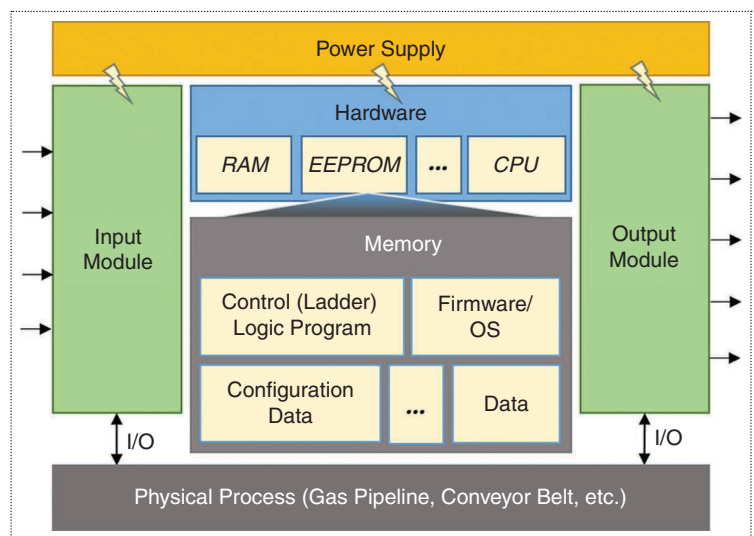 Power Supply
Hardware
RAM
EEPROM
...
CPU
Input
Module
Output
Module
Memory
Control (Ladder)
Logic Program
Firmware/
OS
Configuration
Data
...
Data
I/O
I/O
Physical Process (Gas Pipeline, Conveyor Belt, etc.)